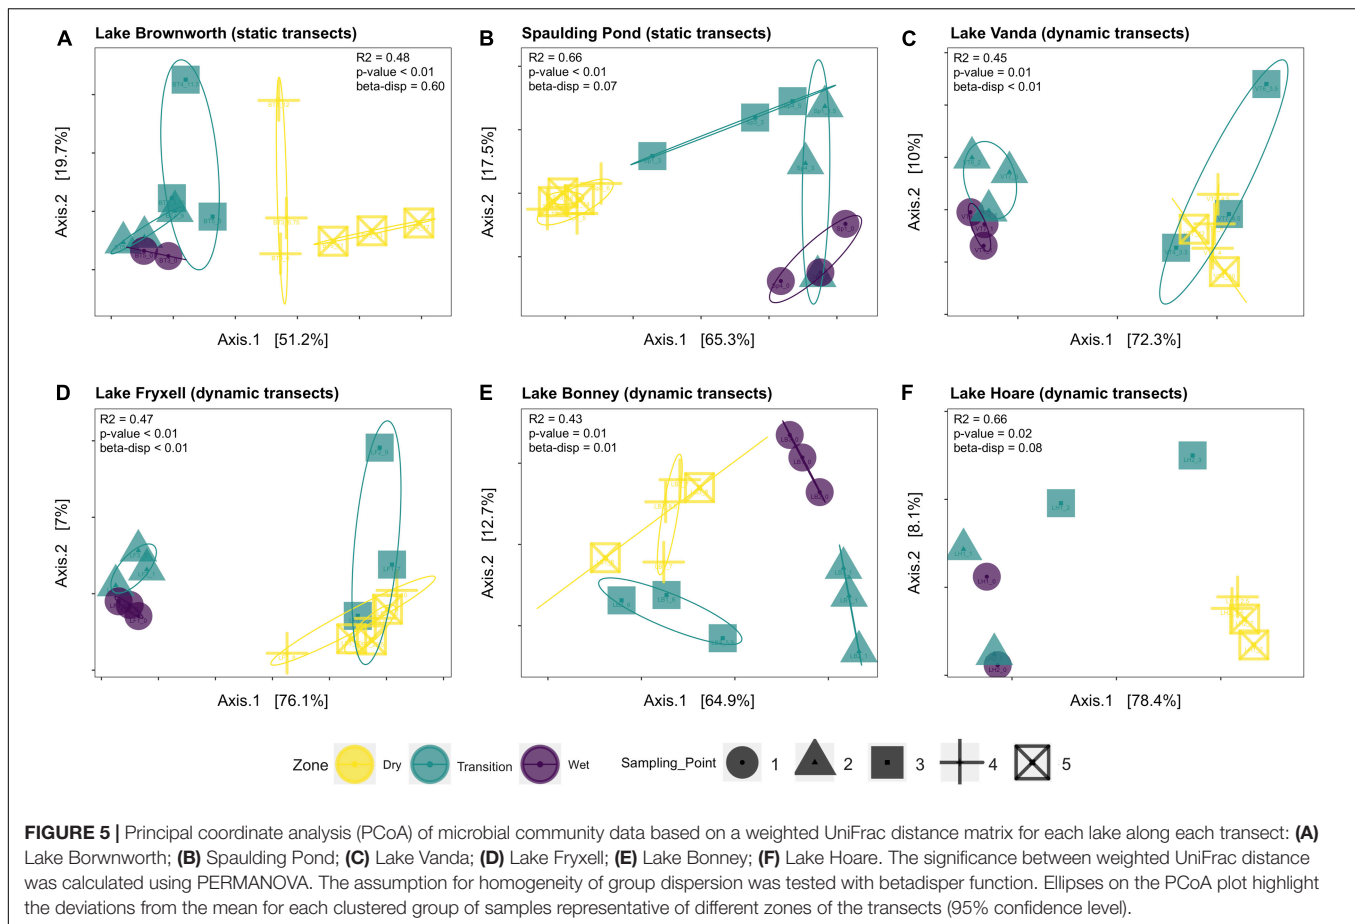 A Lake Brownworth (static transects)
R2 = 0.48
p-value < 0.01
beta-disp = 0.60
Axis.2 [19.7%]
Axis.1 [51.2%]
B Spaulding Pond (static transects)
R2 = 0.66
p-value < 0.01
beta-disp = 0.07
Axis.2 [17.5%]
Axis.1 [65.3%]
C Lake Vanda (dynamic transects)
R2 = 0.45
p-value = 0.01
beta-disp < 0.01
Axis.2 [10%]
Axis.1 [72.3%]
D Lake Fryxell (dynamic transects)
R2 = 0.47
p-value < 0.01
beta-disp < 0.01
Axis.2 [7%]
Axis.1 [76.1%]
E Lake Bonney (dynamic transects)
R2 = 0.43
p-value = 0.01
beta-disp = 0.01
Axis.2 [12.7%]
Axis.1 [64.9%]
F Lake Hoare (dynamic transects)
R2 = 0.66
p-value = 0.02
beta-disp = 0.08
Axis.2 [8.1%]
Axis.1 [78.4%]
Zone Dry Transition Wet Sampling_Point 1 2 3 4 5
FIGURE 5 | Principal coordinate analysis (PCoA) of microbial community data based on a weighted UniFrac distance matrix for each lake along each transect: (A)
Lake Borwnworth; (B) Spaulding Pond; (C) Lake Vanda; (D) Lake Fryxell; (E) Lake Bonney; (F) Lake Hoare. The significance between weighted UniFrac distance
was calculated using PERMANOVA. The assumption for homogeneity of group dispersion was tested with betadisper function. Ellipses on the PCoA plot highlight
the deviations from the mean for each clustered group of samples representative of different zones of the transects (95% confidence level).